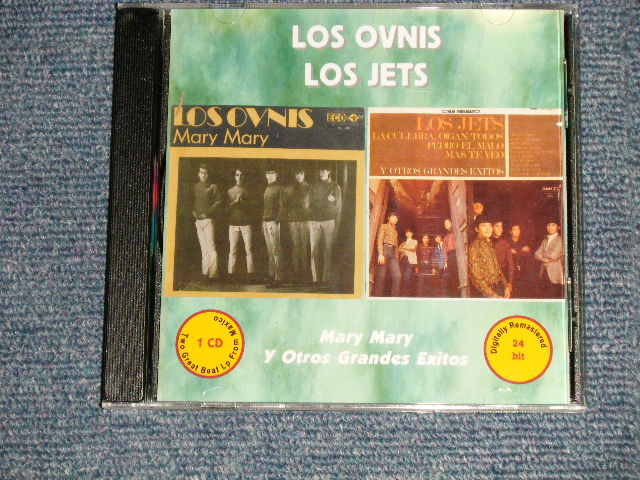 LOS OVNIS
LOS JETS
LOS OVNIS
Mary Mary
ECO
LOS JETS
LA CULEBRA OIGAN TODOS
PEDRO EL MALO
MAS TE VEO
Y OTROS GRANDES EXITOS
Mary Mary
Y Otros Grandes Exitos
1 CD
Two Great Beat Lp From Mexico
Digitally Remastered
24
bit